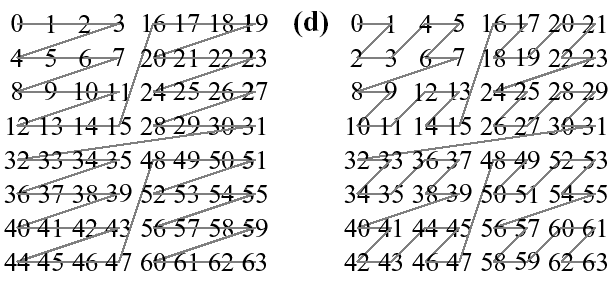 0 1 2 3 16 17 18 19 (d) 0 1 4 5 16 17 20 21
4 5 6 7 20 21 22 23 2 3 6 7 18 19 22 23
8 9 10 11 24 25 26 27 8 9 12 13 24 25 28 29
12 13 14 15 28 29 30 31 10 11 14 15 26 27 30 31
32 33 34 35 48 49 50 51 32 33 36 37 48 49 52 53
36 37 38 39 52 53 54 55 34 35 38 39 50 51 54 55
40 41 42 43 56 57 58 59 40 41 44 45 56 57 60 61
44 45 46 47 60 61 62 63 42 43 46 47 58 59 62 63